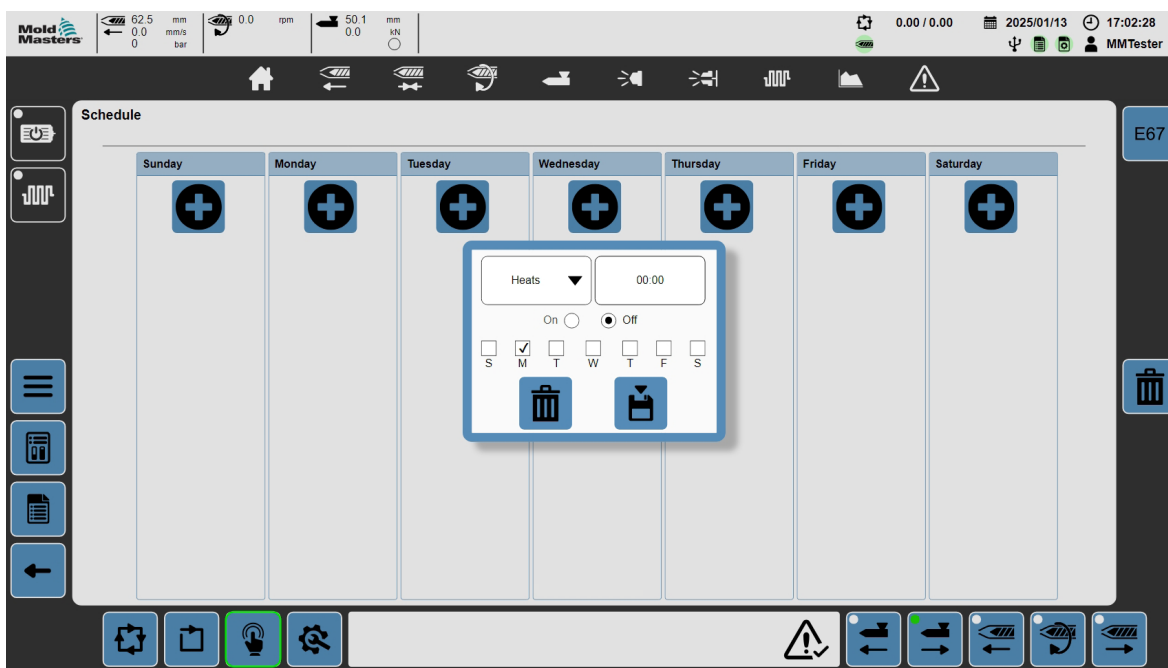 Mold
Masters
62.5 mm
0.0 mm/s
0 bar
0.0 rpm
50.1 mm
0.0 kN
0.00 / 0.00
2025/01/13
17:02:28
MMTester
Schedule
E67
Sunday Monday Tuesday Wednesday Thursday Friday Saturday
Heats 00:00
On Off
S M T W T F S